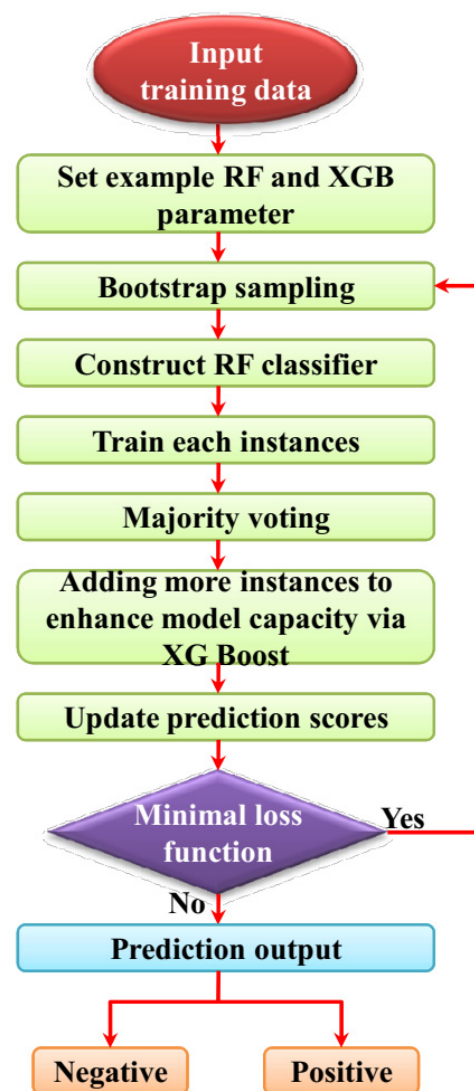 Input
training data
Set example RF and XGB
parameter
Bootstrap sampling
Construct RF classifier
Train each instances
Majority voting
Adding more instances to
enhance model capacity via
XG Boost
Update prediction scores
Minimal loss
function
Yes
No
Prediction output
Negative
Positive